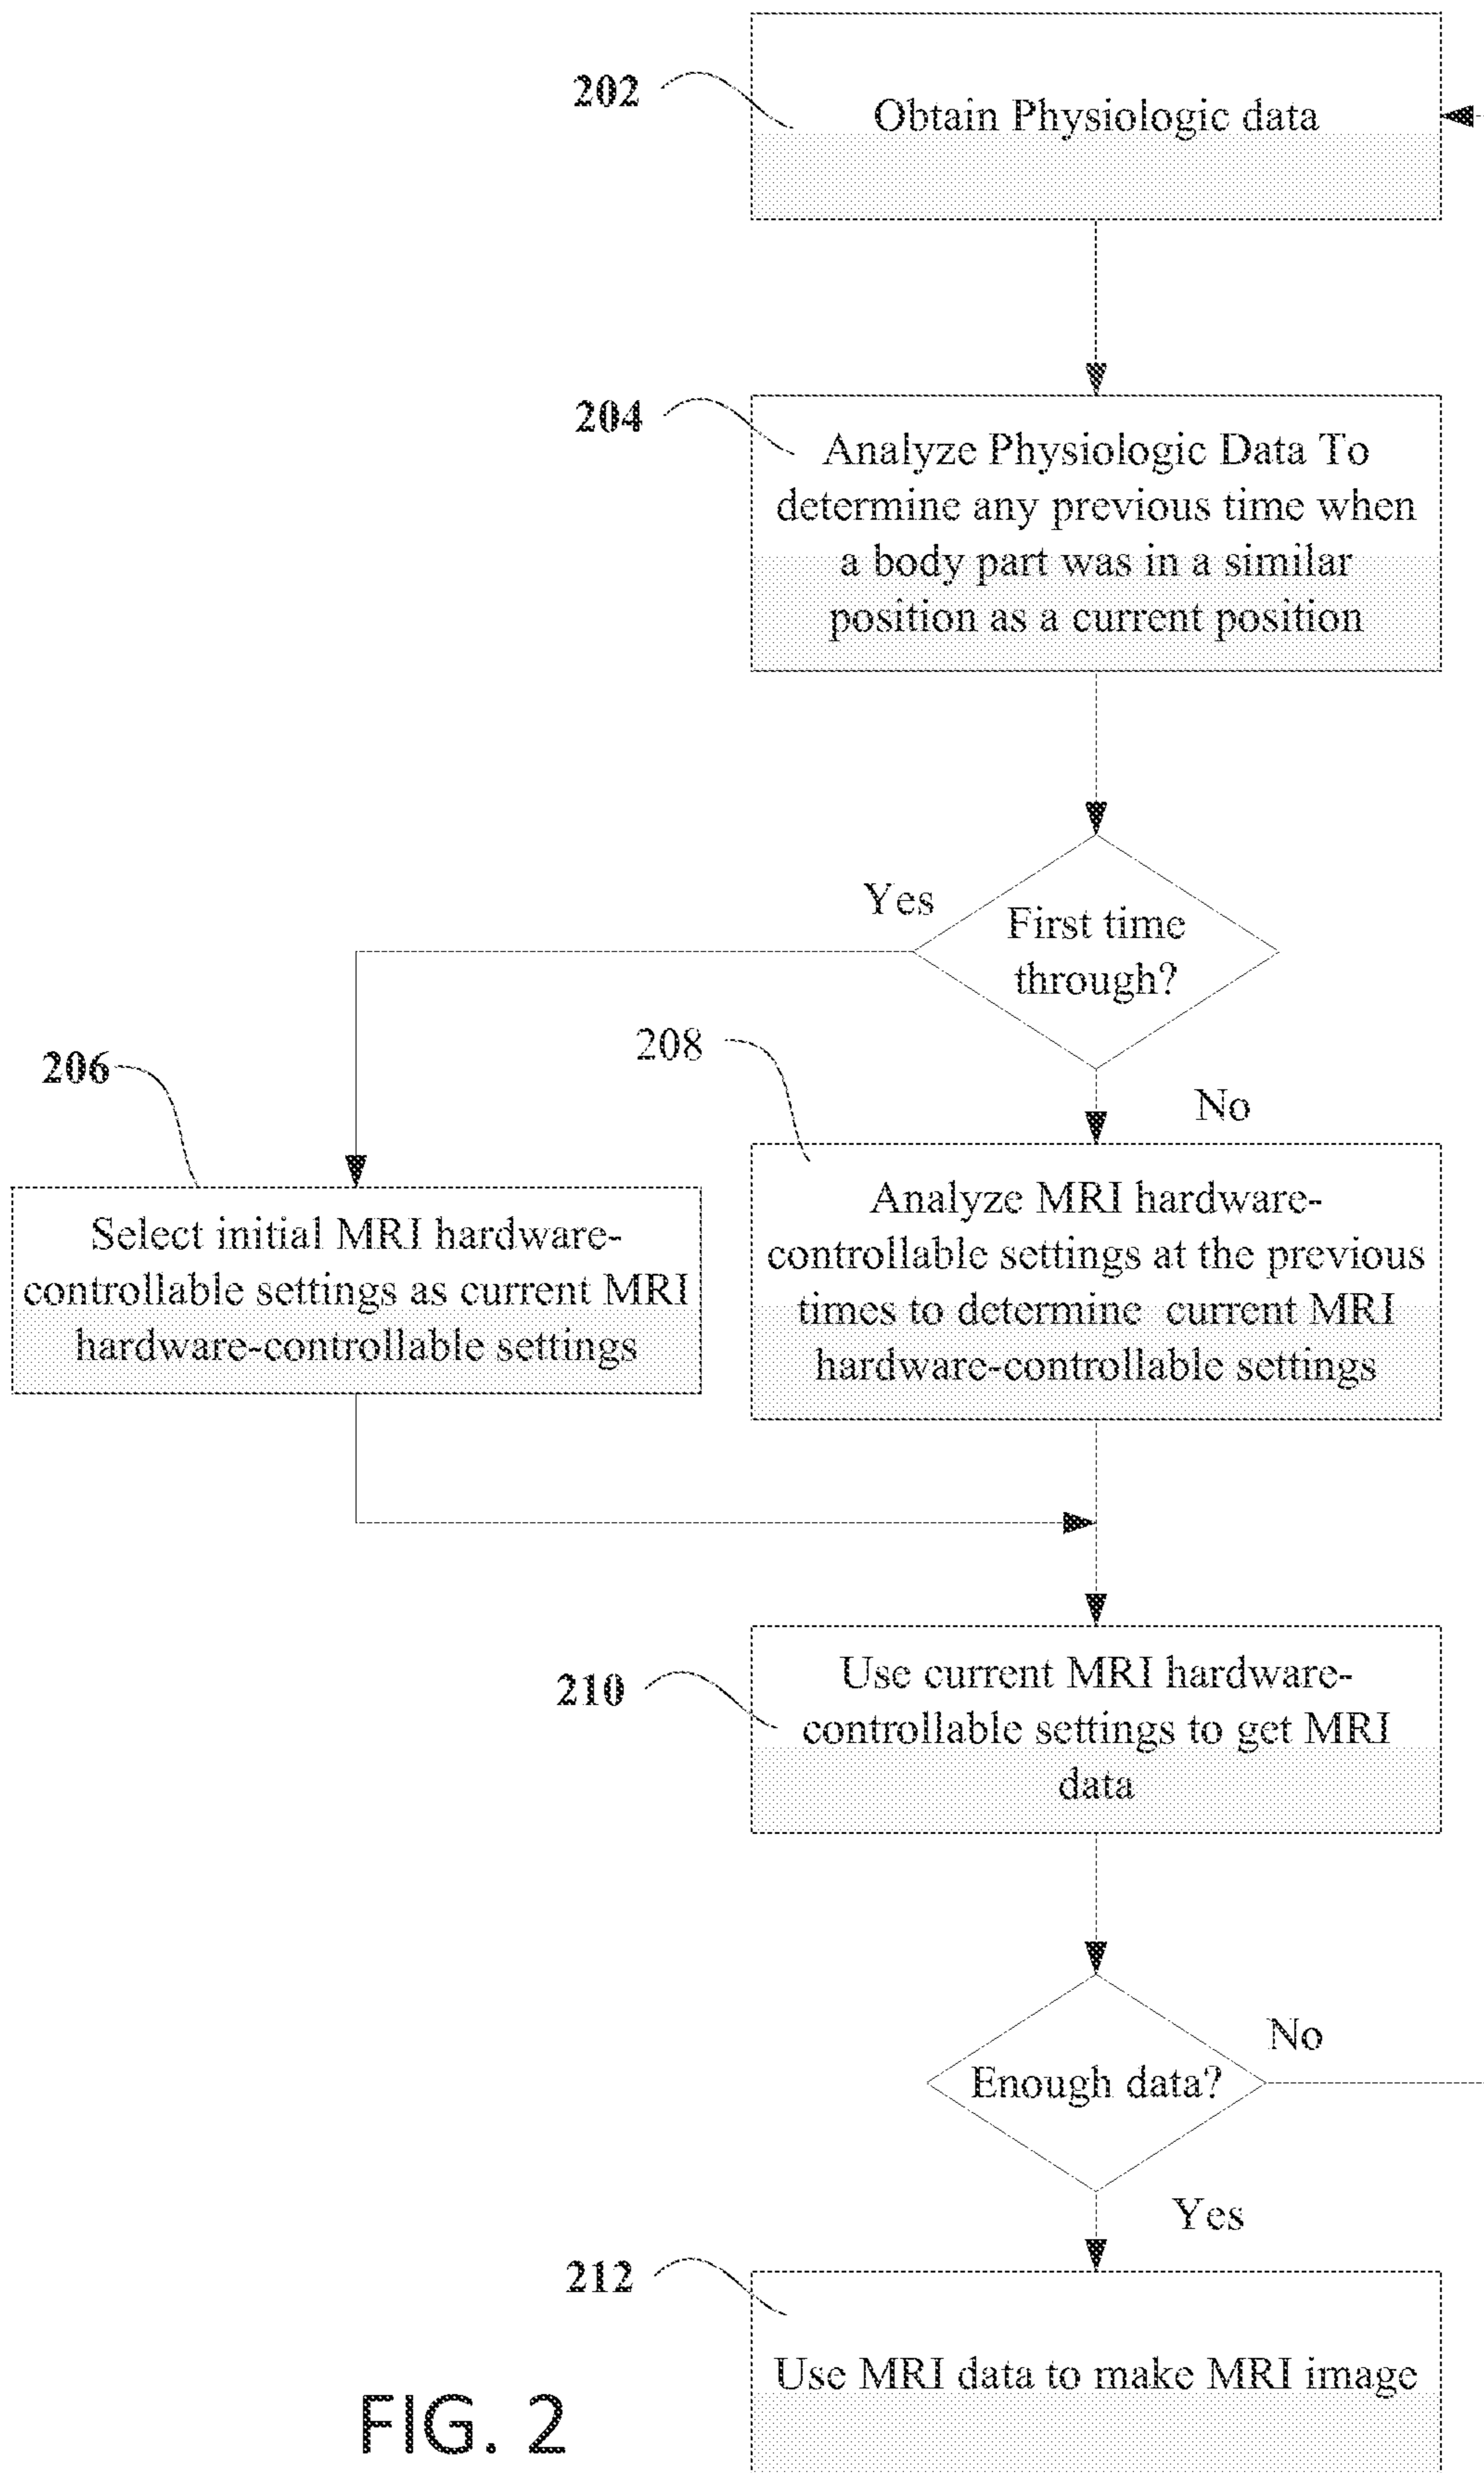 202
Obtain Physiologic data
204
Analyze Physiologic Data To
determine any previous time when
a body part was in a similar
position as a current position
Yes
First time
through?
208
206
No
Select initial MRI hardware-
controllable settings as current MRI
hardware-controllable settings
Analyze MRI hardware-
controllable settings at the previous
times to determine current MRI
hardware-controllable settings
210
Use current MRI hardware-
controllable settings to get MRI
data
No
Enough data?
Yes
212
Use MRI data to make MRI image
FIG. 2